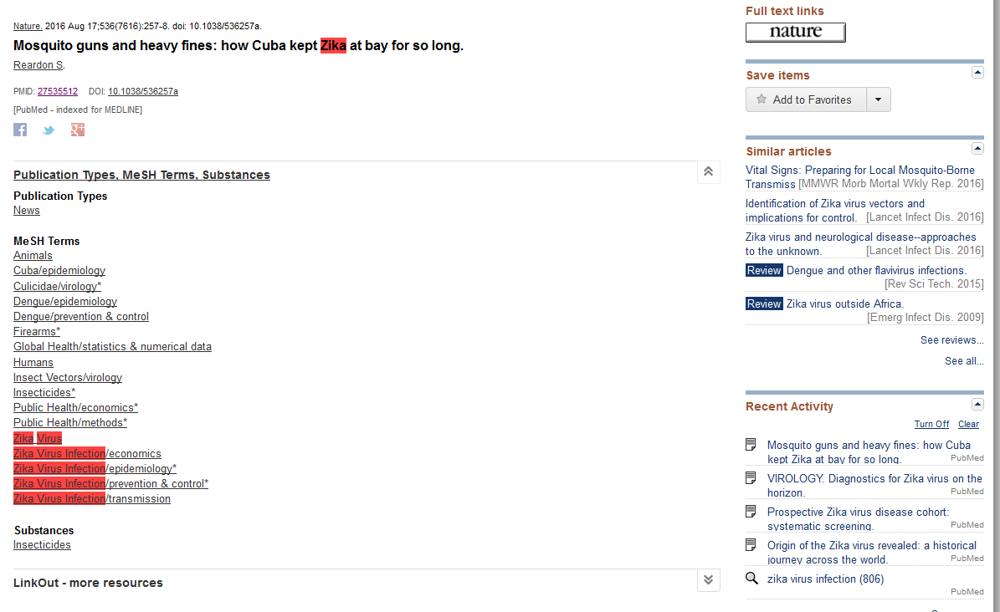 Nature. 2016 Aug 17;536(7616):257-8. doi: 10.1038/536257a.
Mosquito guns and heavy fines: how Cuba kept Zika at bay for so long.
Reardon S.
PMID: 27535512 DOI: 10.1038/536257a
[PubMed - indexed for MEDLINE]
Publication Types, MeSH Terms, Substances
Publication Types
News
MeSH Terms
Animals
Cuba/epidemiology
Culicidae/virology*
Dengue/epidemiology
Dengue/prevention & control
Firearms*
Global Health/statistics & numerical data
Humans
Insect Vectors/virology
Insecticides*
Public Health/economics*
Public Health/methods*
Zika Virus
Zika Virus Infection/economics
Zika Virus Infection/epidemiology*
Zika Virus Infection/prevention & control*
Zika Virus Infection/transmission
Substances
Insecticides
LinkOut - more resources
Full text links
nature
Save items
Add to Favorites
Similar articles
Vital Signs: Preparing for Local Mosquito-Borne
Transmiss [MMWR Morb Mortal Wkly Rep. 2016]
Identification of Zika virus vectors and
implications for control. [Lancet Infect Dis. 2016]
Zika virus and neurological disease--approaches
to the unknown. [Lancet Infect Dis. 2016]
Review Dengue and other flavivirus infections.
[Rev Sci Tech. 2015]
Review Zika virus outside Africa.
[Emerg Infect Dis. 2009]
See reviews...
See all...
Recent Activity
Turn Off Clear
Mosquito guns and heavy fines: how Cuba
kept Zika at bay for so long. PubMed
VIROLOGY. Diagnostics for Zika virus on the
horizon. PubMed
Prospective Zika virus disease cohort:
systematic screening. PubMed
Origin of the Zika virus revealed: a historical
journey across the world. PubMed
zika virus infection (806)
PubMed